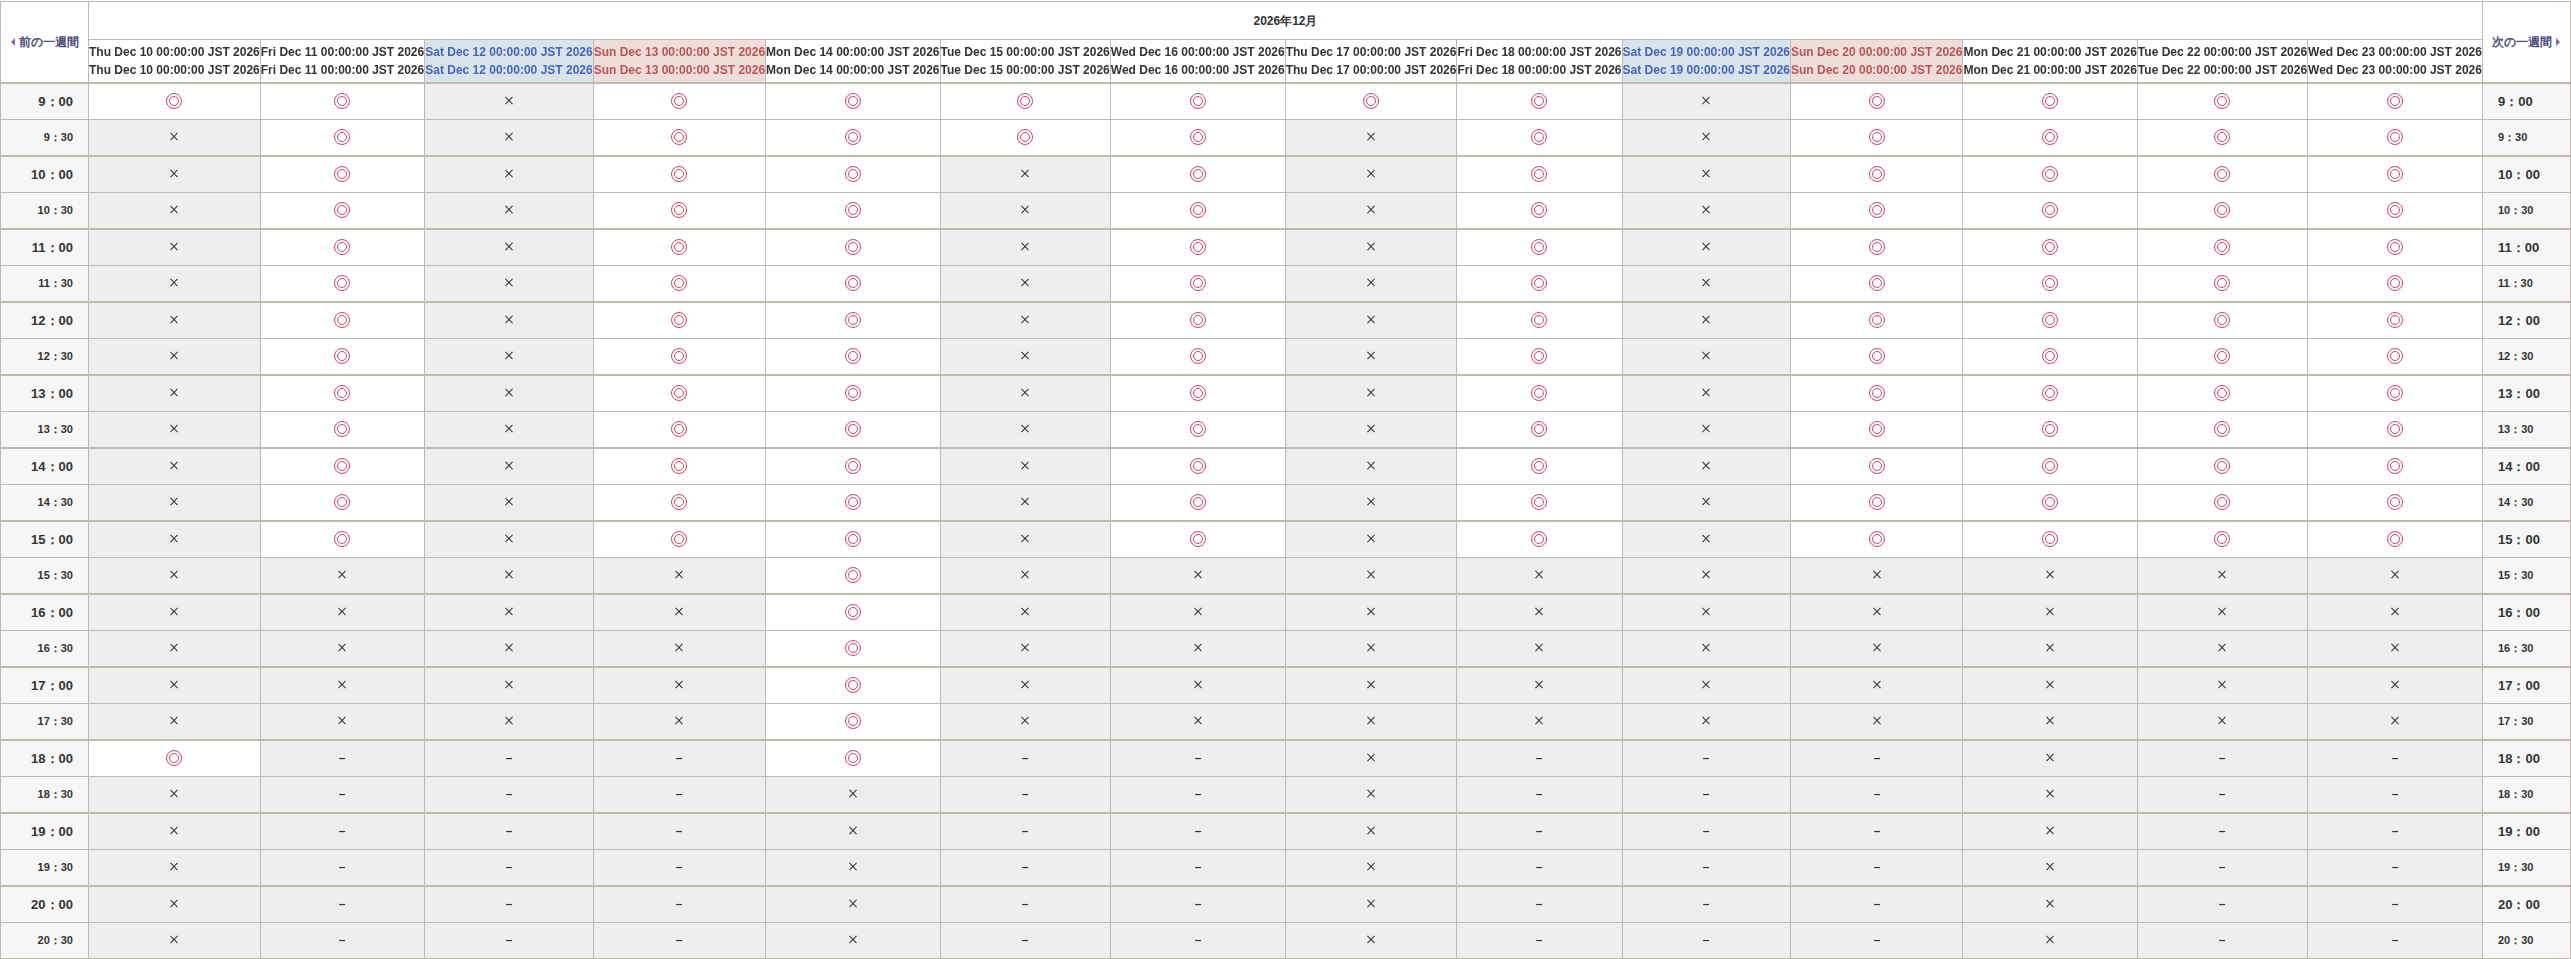 2026年12月
前の一週間 次の一週間
Thu Dec 10 00:00:00 JST 2026 Fri Dec 11 00:00:00 JST 2026 Sat Dec 12 00:00:00 JST 2026 Sun Dec 13 00:00:00 JST 2026 Mon Dec 14 00:00:00 JST 2026 Tue Dec 15 00:00:00 JST 2026 Wed Dec 16 00:00:00 JST 2026 Thu Dec 17 00:00:00 JST 2026 Fri Dec 18 00:00:00 JST 2026 Sat Dec 19 00:00:00 JST 2026 Sun Dec 20 00:00:00 JST 2026 Mon Dec 21 00:00:00 JST 2026 Tue Dec 22 00:00:00 JST 2026 Wed Dec 23 00:00:00 JST 2026
Thu Dec 10 00:00:00 JST 2026 Fri Dec 11 00:00:00 JST 2026 Sat Dec 12 00:00:00 JST 2026 Sun Dec 13 00:00:00 JST 2026 Mon Dec 14 00:00:00 JST 2026 Tue Dec 15 00:00:00 JST 2026 Wed Dec 16 00:00:00 JST 2026 Thu Dec 17 00:00:00 JST 2026 Fri Dec 18 00:00:00 JST 2026 Sat Dec 19 00:00:00 JST 2026 Sun Dec 20 00:00:00 JST 2026 Mon Dec 21 00:00:00 JST 2026 Tue Dec 22 00:00:00 JST 2026 Wed Dec 23 00:00:00 JST 2026
9：00 ◎ ◎ × ◎ ◎ ◎ ◎ ◎ ◎ × ◎ ◎ ◎ ◎ 9：00
9：30 × ◎ × ◎ ◎ ◎ ◎ × ◎ × ◎ ◎ ◎ ◎ 9：30
10：00 × ◎ × ◎ ◎ × ◎ × ◎ × ◎ ◎ ◎ ◎ 10：00
10：30 × ◎ × ◎ ◎ × ◎ × ◎ × ◎ ◎ ◎ ◎ 10：30
11：00 × ◎ × ◎ ◎ × ◎ × ◎ × ◎ ◎ ◎ ◎ 11：00
11：30 × ◎ × ◎ ◎ × ◎ × ◎ × ◎ ◎ ◎ ◎ 11：30
12：00 × ◎ × ◎ ◎ × ◎ × ◎ × ◎ ◎ ◎ ◎ 12：00
12：30 × ◎ × ◎ ◎ × ◎ × ◎ × ◎ ◎ ◎ ◎ 12：30
13：00 × ◎ × ◎ ◎ × ◎ × ◎ × ◎ ◎ ◎ ◎ 13：00
13：30 × ◎ × ◎ ◎ × ◎ × ◎ × ◎ ◎ ◎ ◎ 13：30
14：00 × ◎ × ◎ ◎ × ◎ × ◎ × ◎ ◎ ◎ ◎ 14：00
14：30 × ◎ × ◎ ◎ × ◎ × ◎ × ◎ ◎ ◎ ◎ 14：30
15：00 × ◎ × ◎ ◎ × ◎ × ◎ × ◎ ◎ ◎ ◎ 15：00
15：30 × × × × ◎ × × × × × × × × × 15：30
16：00 × × × × ◎ × × × × × × × × × 16：00
16：30 × × × × ◎ × × × × × × × × × 16：30
17：00 × × × × ◎ × × × × × × × × × 17：00
17：30 × × × × ◎ × × × × × × × × × 17：30
18：00 ◎ – – – ◎ – – × – – – × – – 18：00
18：30 × – – – × – – × – – – × – – 18：30
19：00 × – – – × – – × – – – × – – 19：00
19：30 × – – – × – – × – – – × – – 19：30
20：00 × – – – × – – × – – – × – – 20：00
20：30 × – – – × – – × – – – × – – 20：30